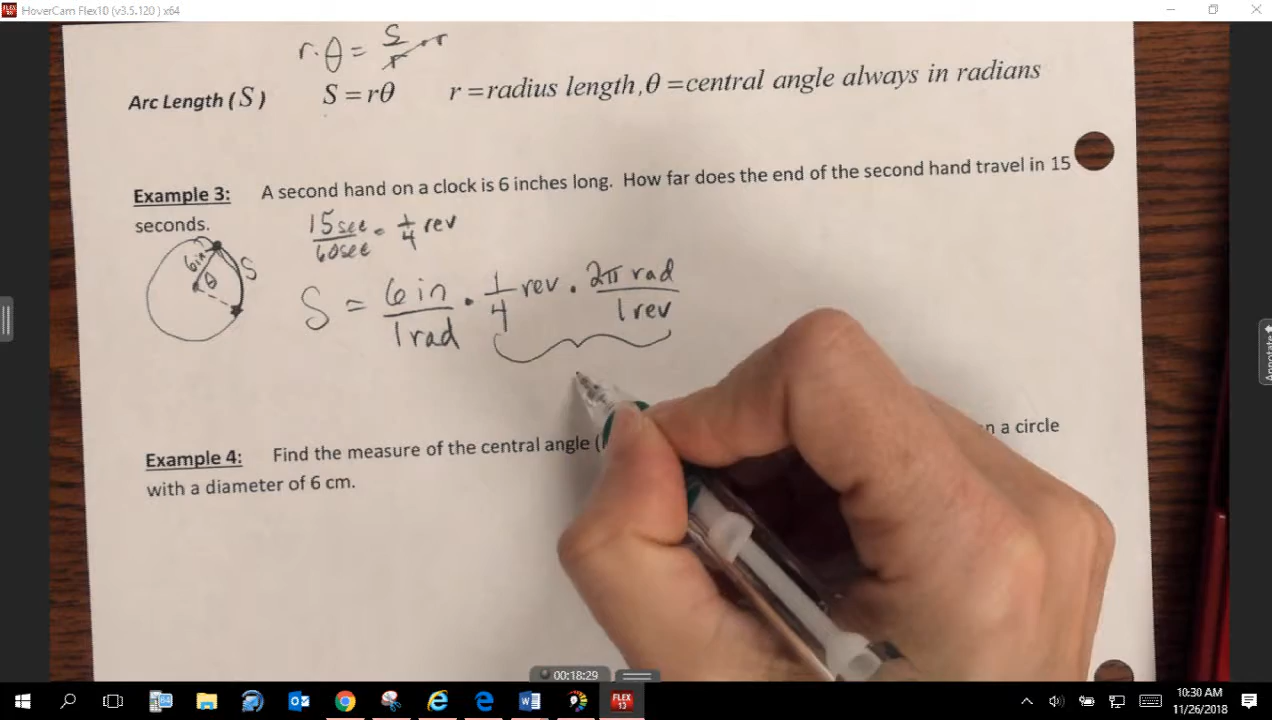 HoverCam Flex10 (v3.5.120 ) x64
r·θ = S/r · r
Arc Length (S) S = rθ r = radius length, θ = central angle always in radians
Example 3: A second hand on a clock is 6 inches long. How far does the end of the second hand travel in 15
seconds.
15 sec/60 sec = 1/4 rev
6in
θ
S
S = 6 in/1 rad · 1/4 rev · 2π rad/1 rev
Example 4: Find the measure of the central angle ( n a circle
with a diameter of 6 cm.
Annotate
00:18:29
FLEX
13
10:30 AM
11/26/2018